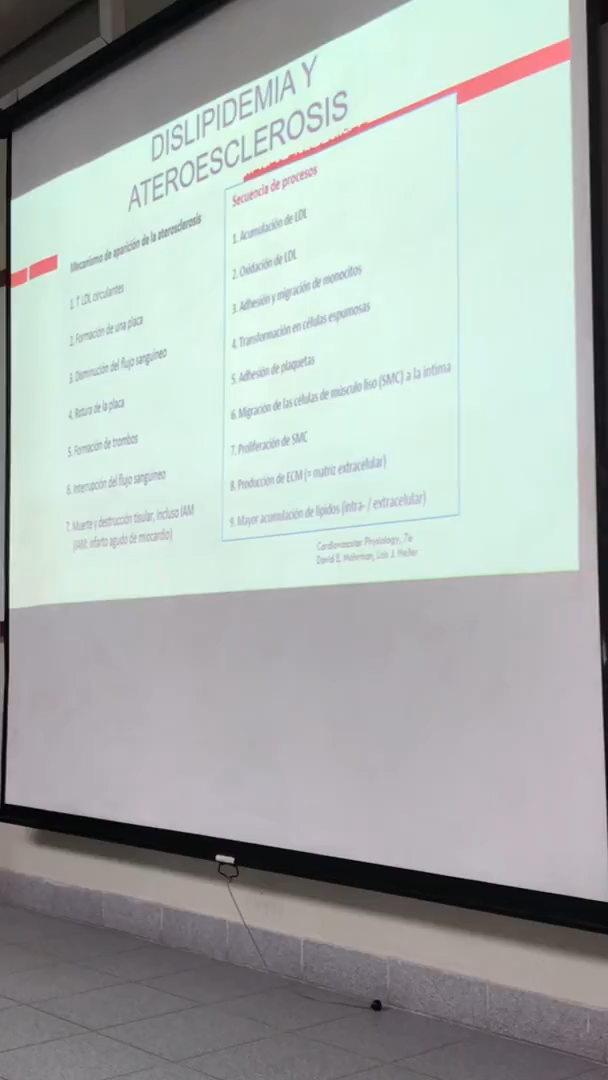 DISLIPIDEMIA Y
ATEROESCLEROSIS
Mecanismo de aparición de la aterosclerosis
1. ↑ LDL circulantes
2. Formación de una placa
3. Disminución del flujo sanguíneo
4. Rotura de la placa
5. Formación de trombos
6. Interrupción del flujo sanguíneo
7. Muerte y destrucción tisular, incluso IAM
(IAM: infarto agudo de miocardio)
Secuencia de procesos
1. Acumulación de LDL
2. Oxidación de LDL
3. Adhesión y migración de monocitos
4. Transformación en células espumosas
5. Adhesión de plaquetas
6. Migración de las células de músculo liso (SMC) a la íntima
7. Proliferación de SMC
8. Producción de ECM (= matriz extracelular)
9. Mayor acumulación de lípidos (intra- / extracelular)
Cardiovascular Physiology, 7e
David E. Mohrman, Lois J. Heller